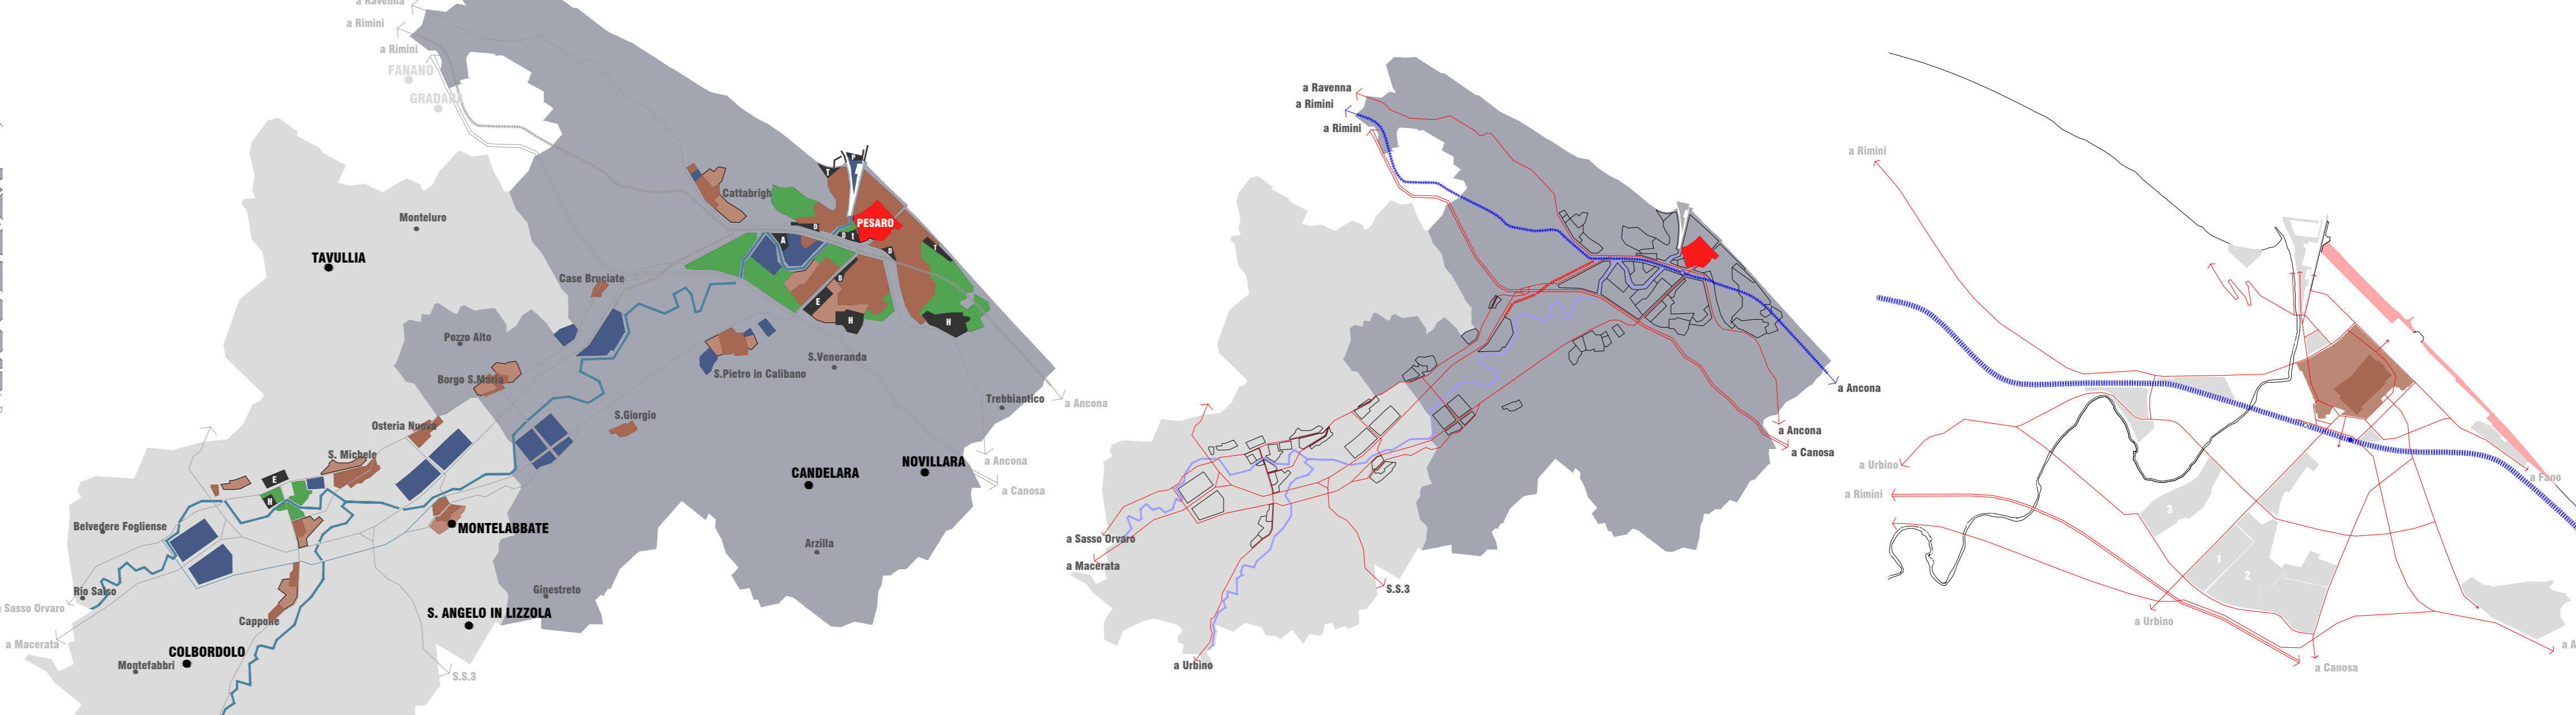 a Ravenna
a Rimini
a Rimini
FANANO
GRADARA
Monteluro
TAVULLIA
Case Bruciate
Cattabrigh
PESARO
T
P
D
A
D
E
D
T
D
E
H
H
Pozzo Alto
Borgo S.Maria
Osteria Nuova
S. Michele
S.Pietro in Calibano
S.Veneranda
S.Giorgio
Trebbiantico
a Ancona
a Ancona
a Canosa
NOVILLARA
CANDELARA
Arzilla
E
H
MONTELABBATE
Belvedere Fogliense
Rio Salso
a Sasso Orvaro
a Macerata
Cappone
COLBORDOLO
Montefabbri
Ginestreto
S. ANGELO IN LIZZOLA
S.S.3
a Ravenna
a Rimini
a Rimini
a Ancona
a Ancona
a Canosa
a Sasso Orvaro
a Macerata
a Urbino
S.S.3
a Rimini
a Urbino
a Rimini
a Urbino
a Canosa
a Fano
a A
1
2
3